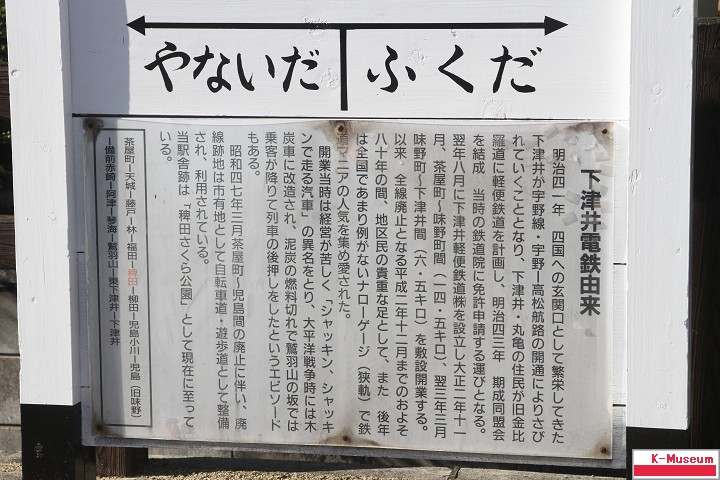 やないだ
ふくだ
下津井電鉄由来
明治四一年　四国への玄関口として繁栄してきた
下津井が宇野線・宇野ー高松航路の開通によりさび
れていくこととなり、下津井・丸亀の住民が旧金比
羅道に軽便鉄道を計画し、明治四三年　期成同盟会
を結成　当時の鉄道院に免許申請する運びとなる。
翌年八月に下津井軽便鉄道㈱を設立し大正二年十一
月、茶屋町～味野町間（一四・五キロ）、翌三年三月
味野町～下津井間（六・五キロ）を敷設開業する。
以来・全線廃止となる平成二年十二月までのおよそ
八十年の間、地区民の貴重な足として、また　後年
は全国であまり例がないナローゲージ（狭軌）で鉄
道マニアの人気を集め愛された。
開業当時は経営が苦しく「シャッキン、シャッキ
ンで走る汽車」の異名をとり、大平洋戦争時には木
炭車に改造され、泥炭の燃料切れで鷲羽山の坂では
乗客が降りて列車の後押しをしたというエピソード
もある。
昭和四七年三月茶屋町～児島間の廃止に伴い、廃
線跡地は市有地として自転車道・遊歩道として整備
され、利用されている。
当駅舎跡は「稗田さくら公園」として現在に至って
いる。
茶屋町ー天城ー藤戸ー林ー福田ー稗田ー柳田ー児島小川ー児島（旧味野）
ー備前赤崎ー阿津ー琴海ー鷲羽山ー東下津井ー下津井
K-Museum